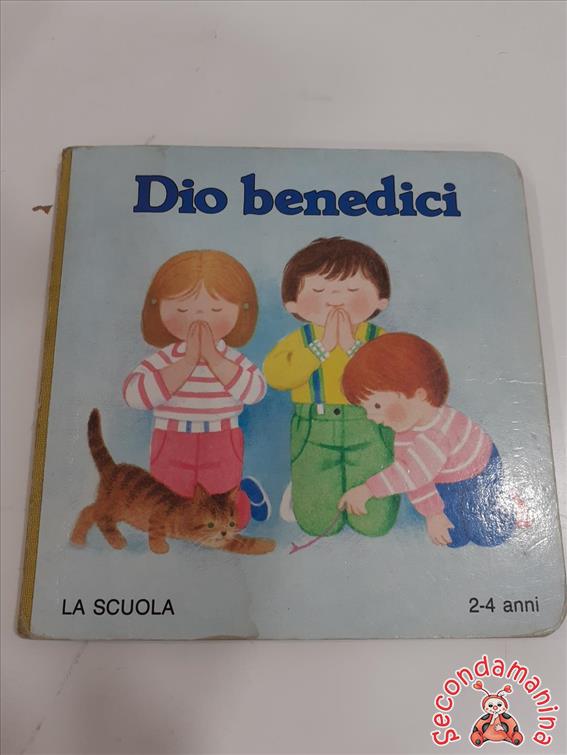 Dio benedici
LA SCUOLA
2-4 anni
Secondamanina